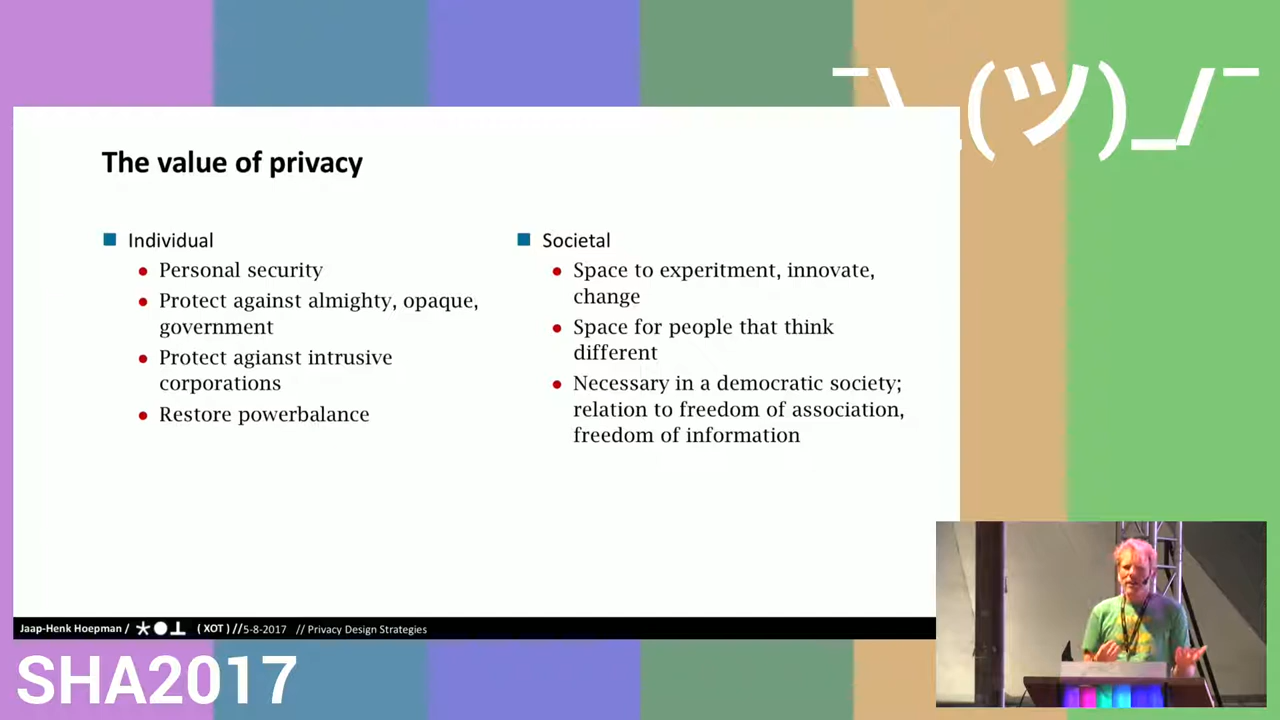 ¯\_(ツ)_/¯
The value of privacy
Individual
Personal security
Protect against almighty, opaque,
government
Protect agianst intrusive
corporations
Restore powerbalance
Societal
Space to experitment, innovate,
change
Space for people that think
different
Necessary in a democratic society;
relation to freedom of association,
freedom of information
Jaap-Henk Hoepman / ( XOT ) // 5-8-2017 // Privacy Design Strategies
SHA2017